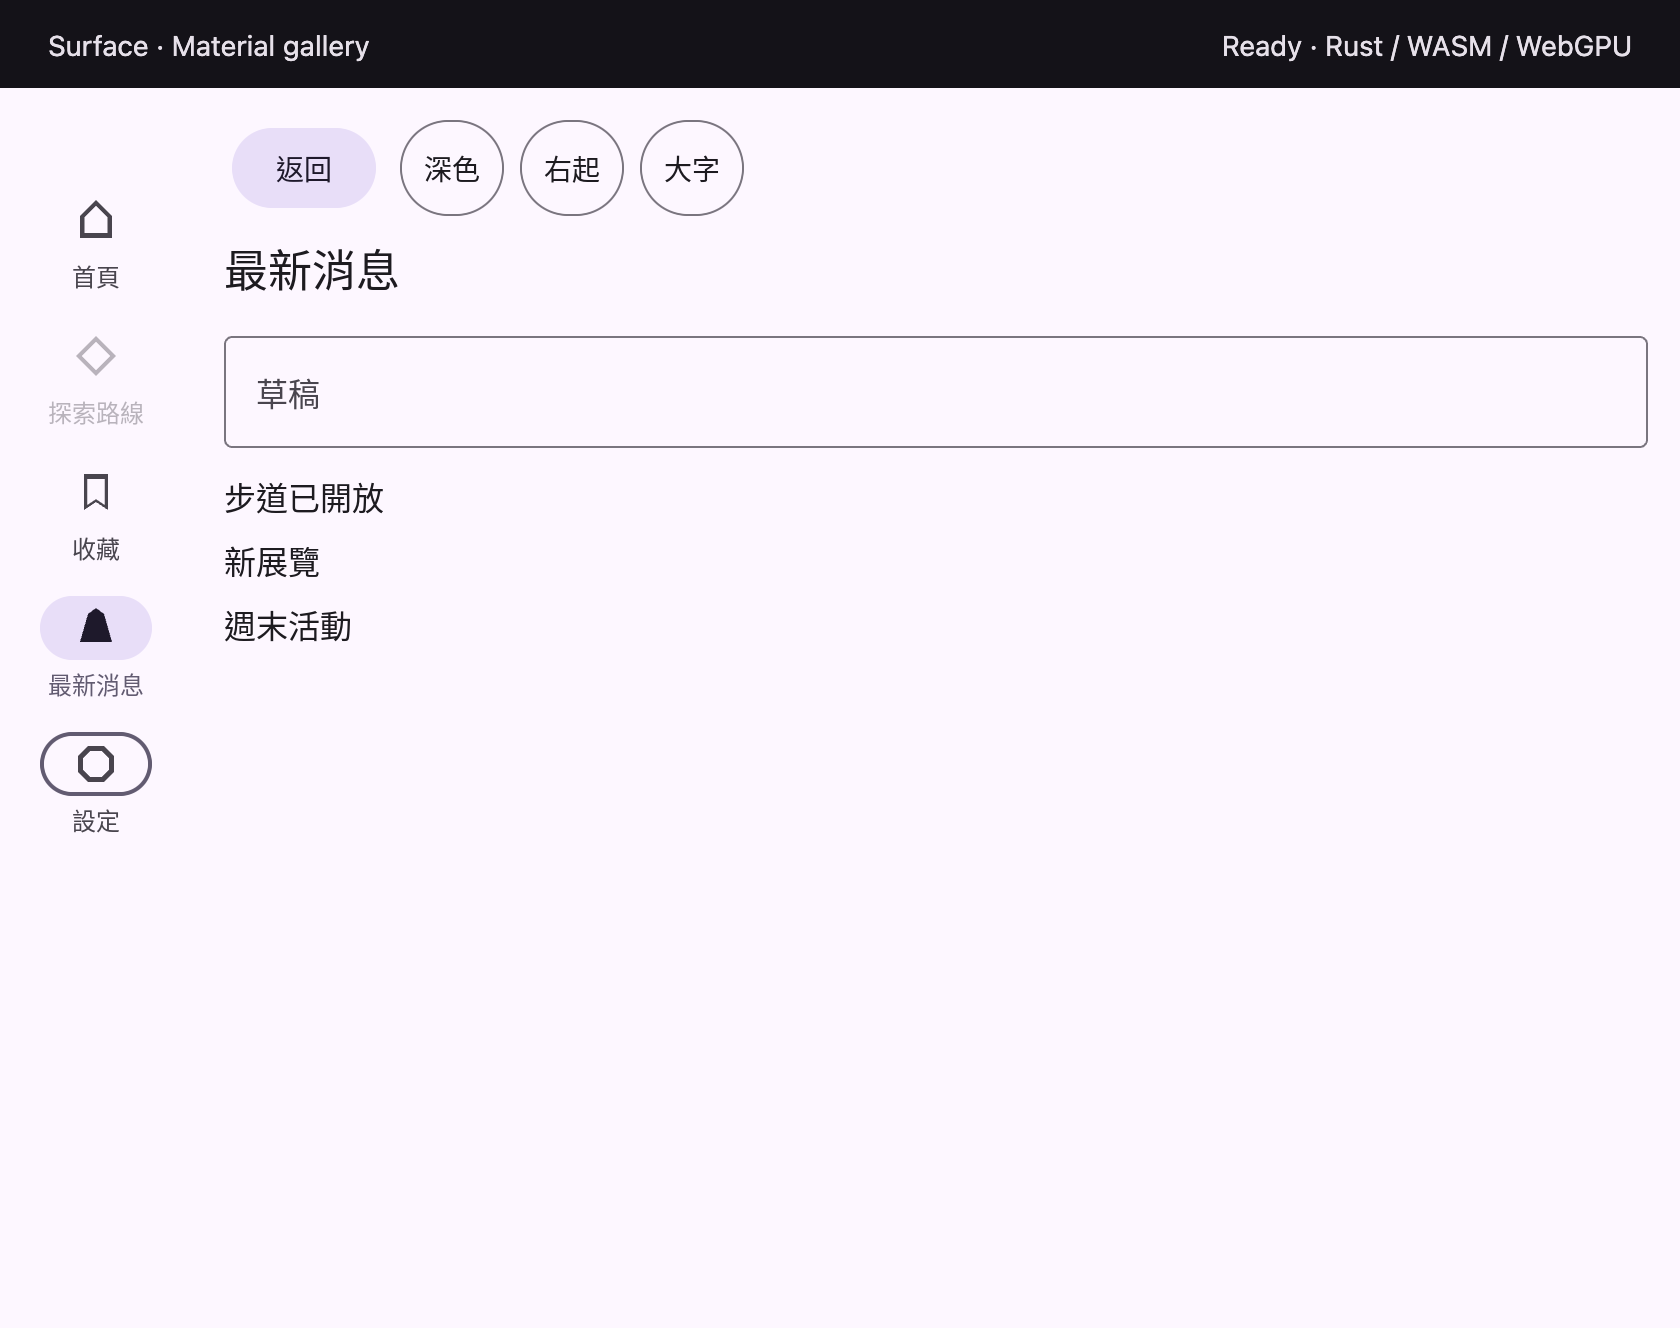 Surface · Material gallery
Ready · Rust / WASM / WebGPU
返回
深色
右起
大字
首頁
探索路線
收藏
最新消息
設定
最新消息
草稿
步道已開放
新展覽
週末活動